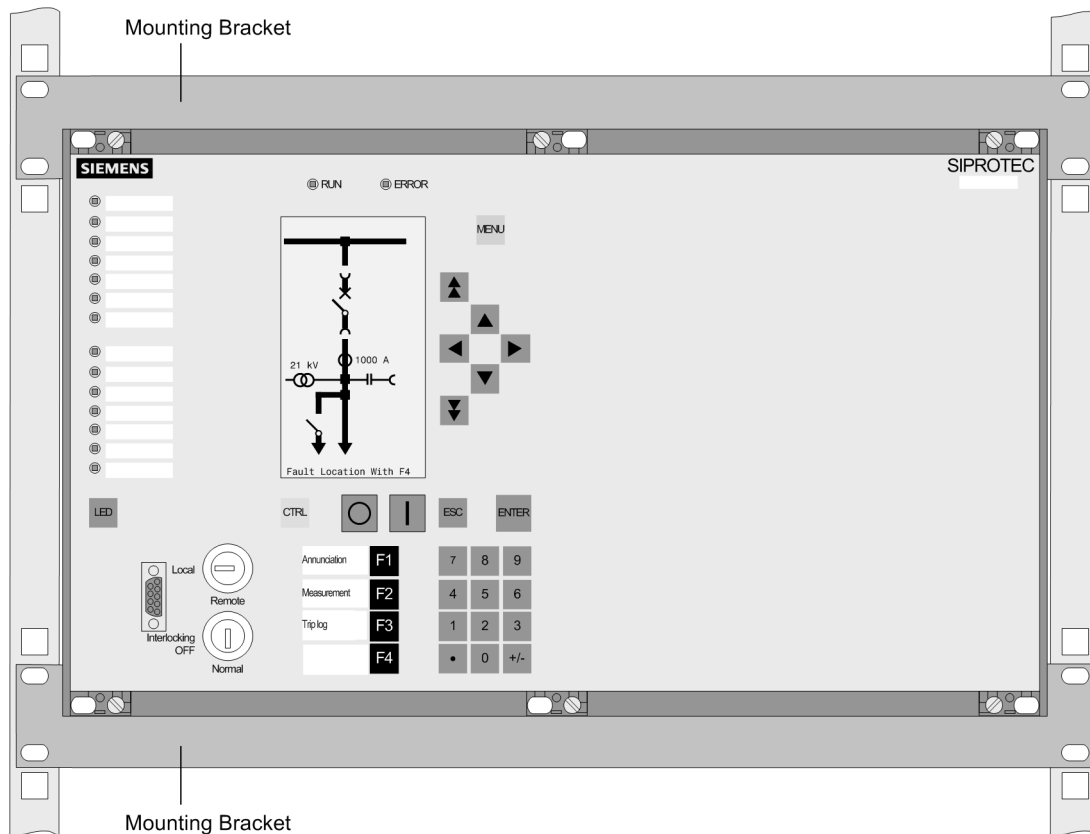 Mounting Bracket
SIEMENS
SIPROTEC
RUN
ERROR
MENU
21 kV
1000 A
Fault Location With F4
LED
CTRL
ESC
ENTER
Local
Remote
Interlocking
OFF
Normal
Annunciation F1
Measurement F2
Trip log F3
F4
7 8 9
4 5 6
1 2 3
• 0 +/-
Mounting Bracket